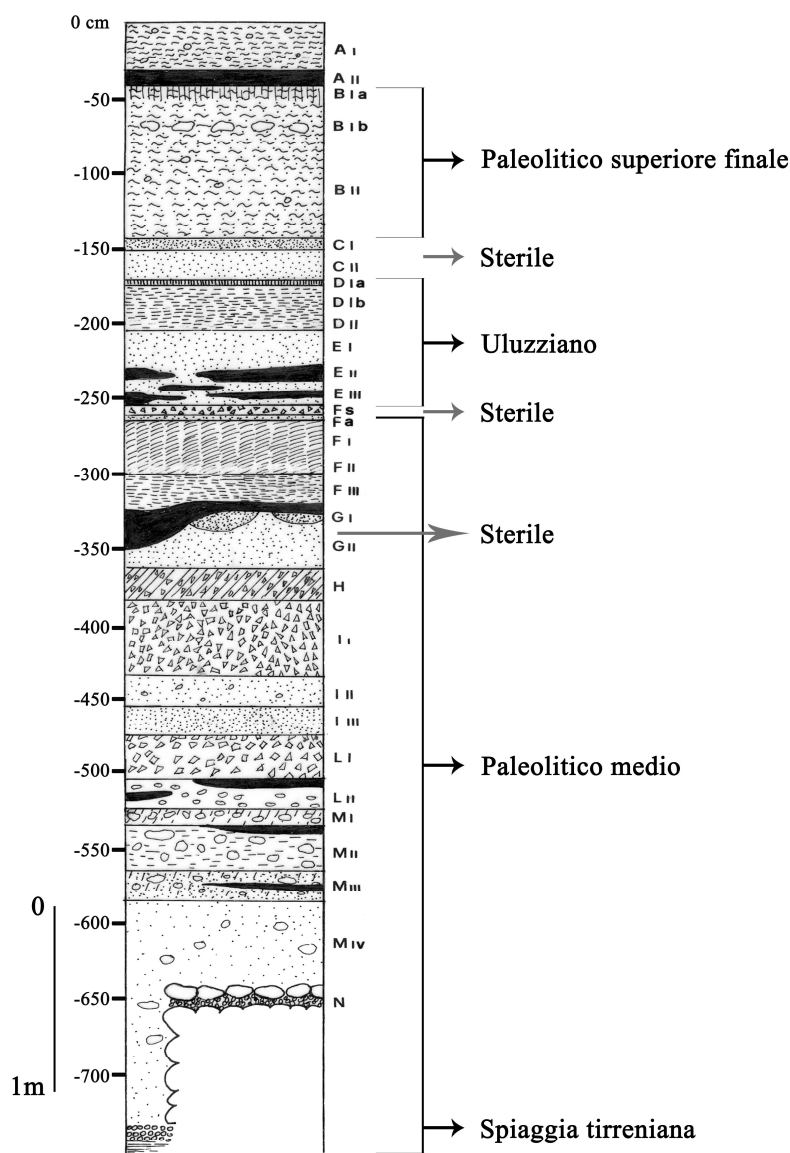 0 cm
A I
A II
B I a
-50
B I b
Paleolitico superiore finale
-100
B II
C I
-150
Sterile
C II
D I a
D I b
-200
D II
E I
Uluzziano
E II
E III
-250
F s
Sterile
F a
F I
F II
-300
F III
G I
Sterile
G II
-350
H
-400
I I
I II
-450
I III
L I
Paleolitico medio
-500
L II
M I
-550
M II
M III
0
-600
M IV
-650
N
-700
1m
Spiaggia tirreniana